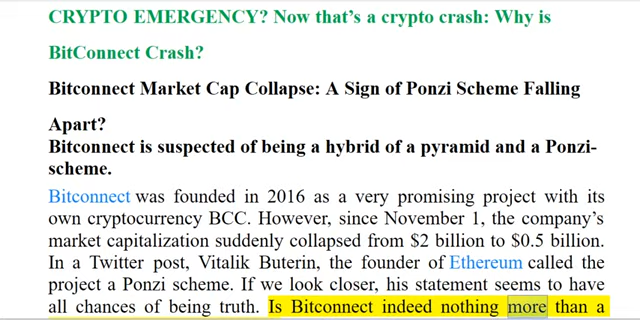 CRYPTO EMERGENCY? Now that’s a crypto crash: Why is
BitConnect Crash?
Bitconnect Market Cap Collapse: A Sign of Ponzi Scheme Falling
Apart?
Bitconnect is suspected of being a hybrid of a pyramid and a Ponzi-
scheme.
Bitconnect was founded in 2016 as a very promising project with its
own cryptocurrency BCC. However, since November 1, the company’s
market capitalization suddenly collapsed from $2 billion to $0.5 billion.
In a Twitter post, Vitalik Buterin, the founder of Ethereum called the
project a Ponzi scheme. If we look closer, his statement seems to have
all chances of being truth. Is Bitconnect indeed nothing more than a